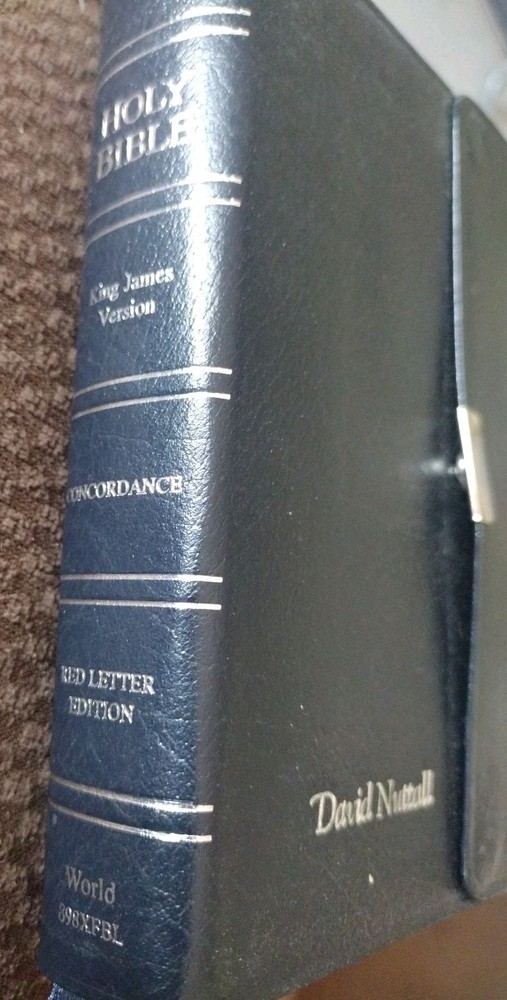 HOLY
BIBLE
King James
Version
CONCORDANCE
RED LETTER
EDITION
World
898XFBL
David Nuttall